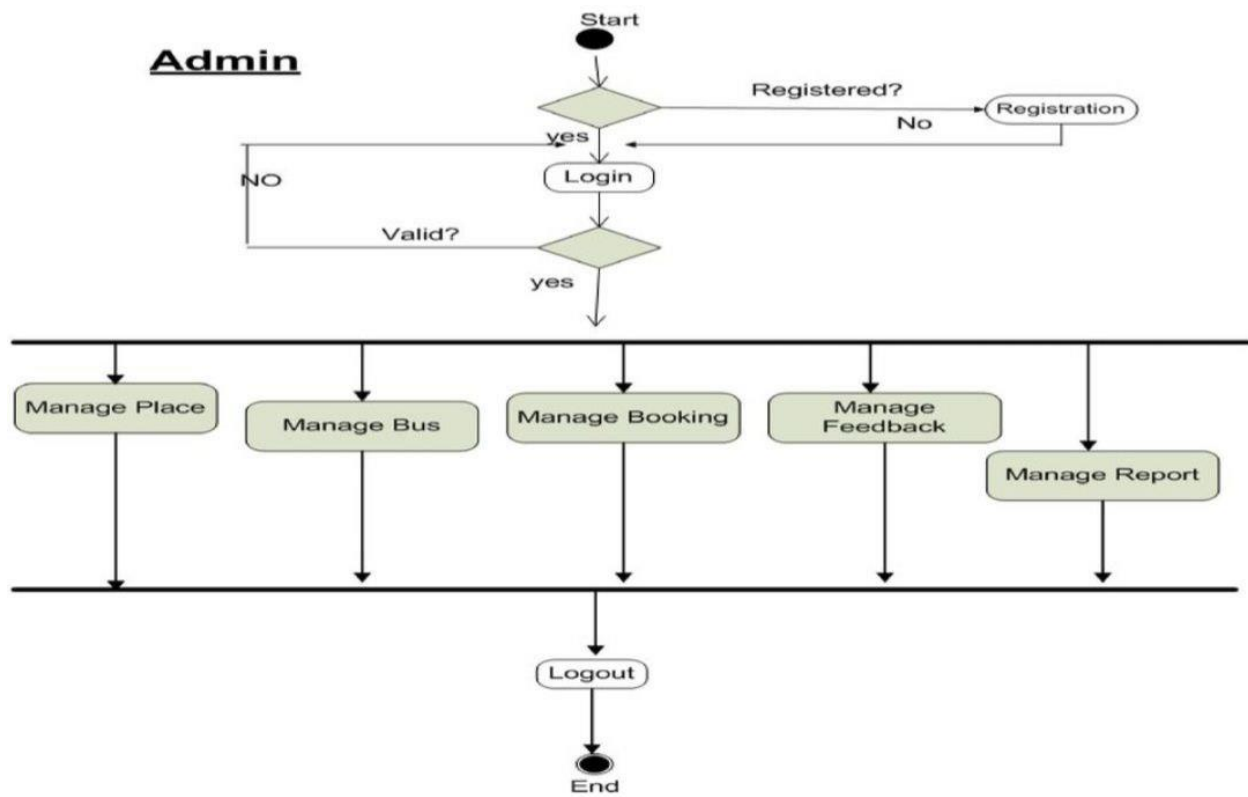 Start
Admin
Registered?
Registration
No
yes
Login
NO
Valid?
yes
Manage Place
Manage Bus
Manage Booking
Manage
Feedback
Manage Report
Logout
End